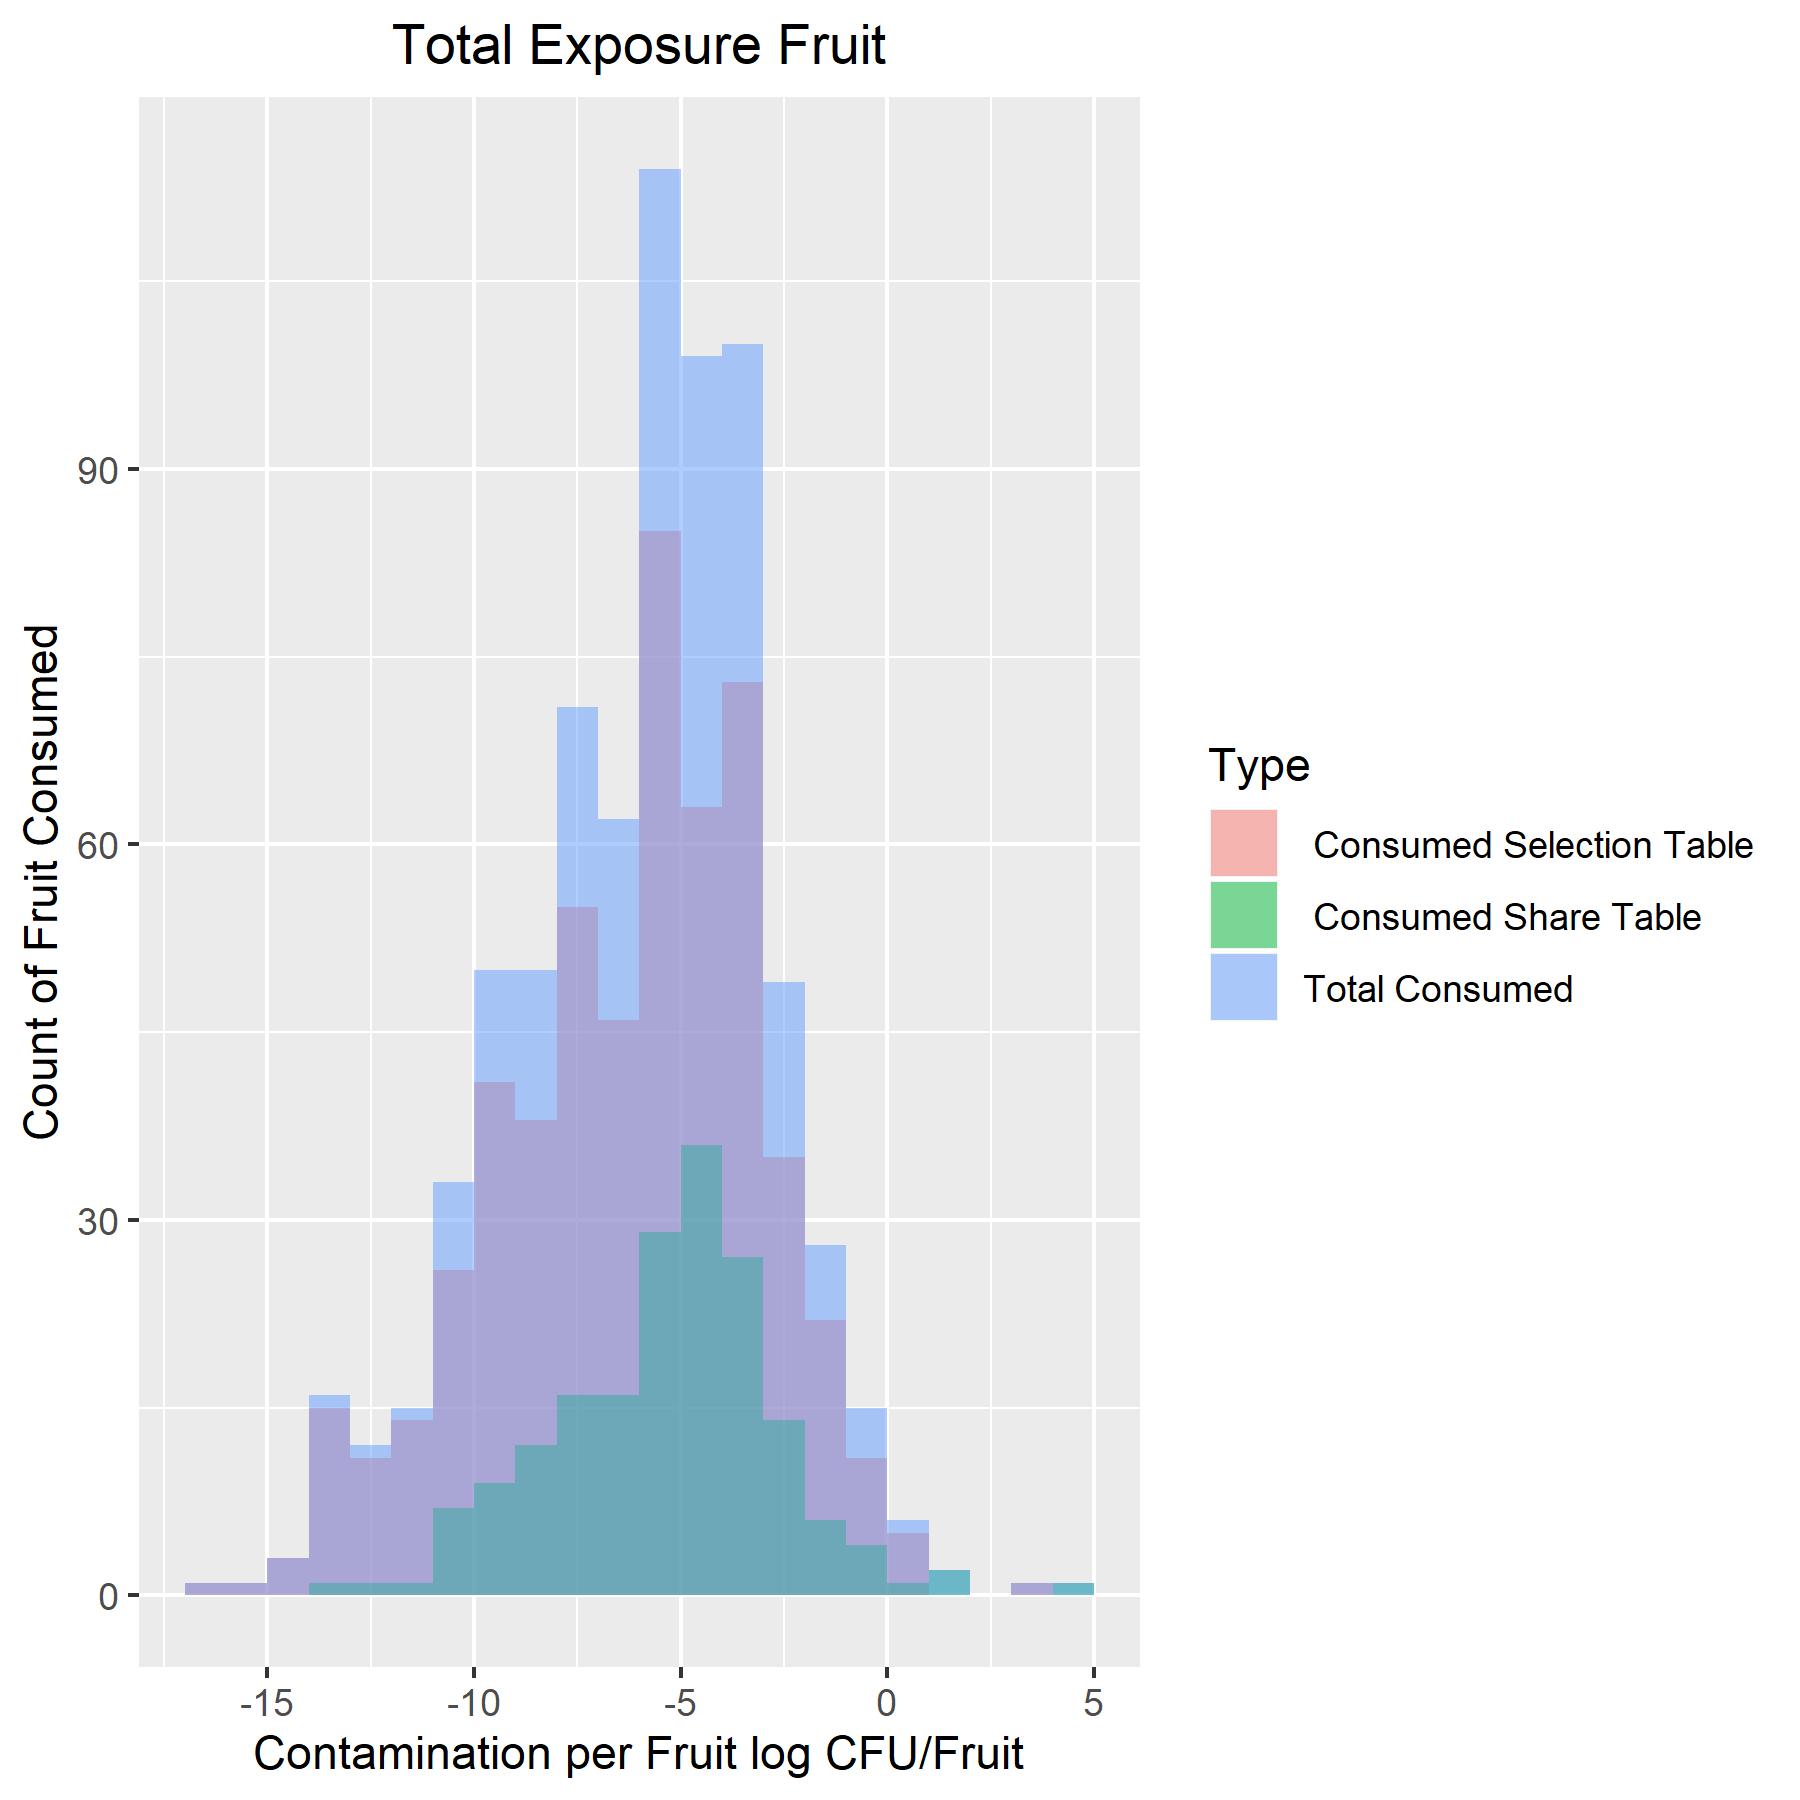 Total Exposure Fruit
Count of Fruit Consumed
90
60
30
0
-15 -10 -5 0 5
Contamination per Fruit log CFU/Fruit
Type
Consumed Selection Table
Consumed Share Table
Total Consumed